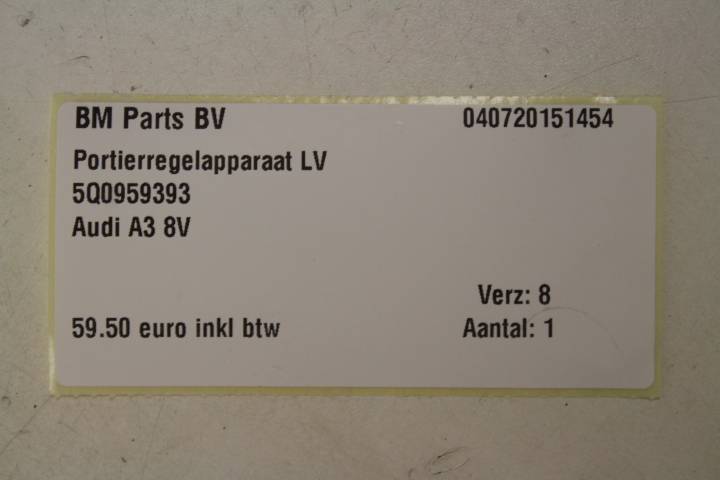 BM Parts BV 040720151454
Portierregelapparaat LV
5Q0959393
Audi A3 8V
Verz: 8
59.50 euro inkl btw Aantal: 1